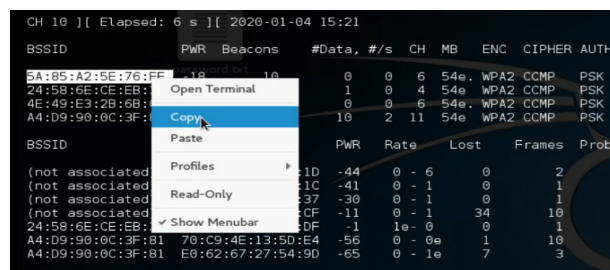 CH 10 ][ Elapsed: 6 s ][ 2020-01-04 15:21
BSSID PWR Beacons #Data, #/s CH MB ENC CIPHER AUTH
5A:85:A2:5E:76:EE -18 10 0 0 6 54e. WPA2 CCMP PSK
24:58:6E:CE:EB: 1 0 4 54e WPA2 CCMP PSK
4E:49:E3:2B:6B: 0 0 6 54e. WPA2 CCMP PSK
A4:D9:90:0C:3F: 10 2 11 54e WPA2 CCMP PSK
Open Terminal
Copy
Paste
Profiles
Read-Only
Show Menubar
BSSID PWR Rate Lost Frames Prob
(not associated) :1D -44 0 - 6 0 2
(not associated) :1C -41 0 - 1 0 1
(not associated) :37 -30 0 - 1 0 1
(not associated) :CF -11 0 - 1 34 10
24:58:6E:CE:EB: :DF -1 1e- 0 0 1
A4:D9:90:0C:3F:81 70:C9:4E:13:5D:E4 -56 0 - 0e 1 10
A4:D9:90:0C:3F:81 E0:62:67:27:54:9D -65 0 - 1e 7 3